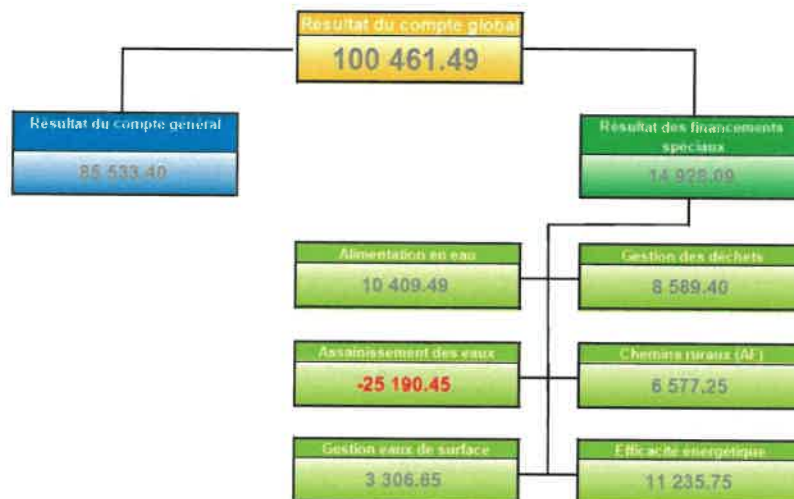 Résultat du compte global
100 461.49
Résultat du compte général
85 533.40
Résultat des financements
spéciaux
14 928.09
Alimentation en eau
10 409.49
Gestion des déchets
8 589.40
Assainissement des eaux
-25 190.45
Chemins ruraux (AF)
6 577.25
Gestion eaux de surface
3 306.65
Efficacité énergétique
11 235.75